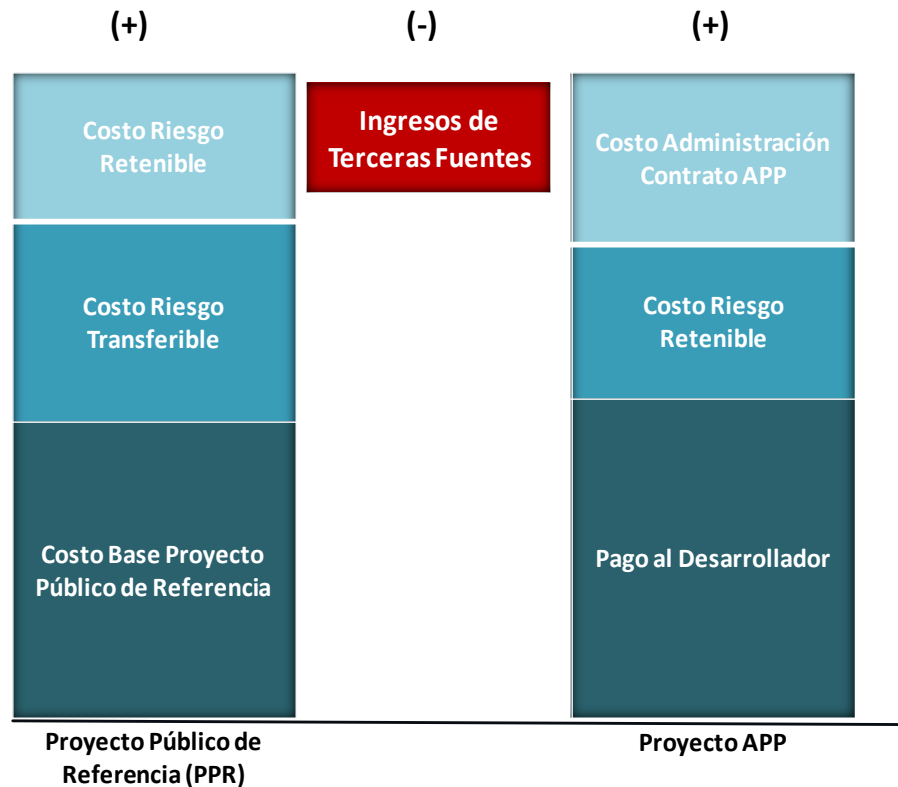 (+)
(-)
(+)
Costo Riesgo
Retenible
Ingresos de
Terceras Fuentes
Costo Administración
Contrato APP
Costo Riesgo
Transferible
Costo Riesgo
Retenible
Costo Base Proyecto
Público de Referencia
Pago al Desarrollador
Proyecto Público de
Referencia (PPR)
Proyecto APP